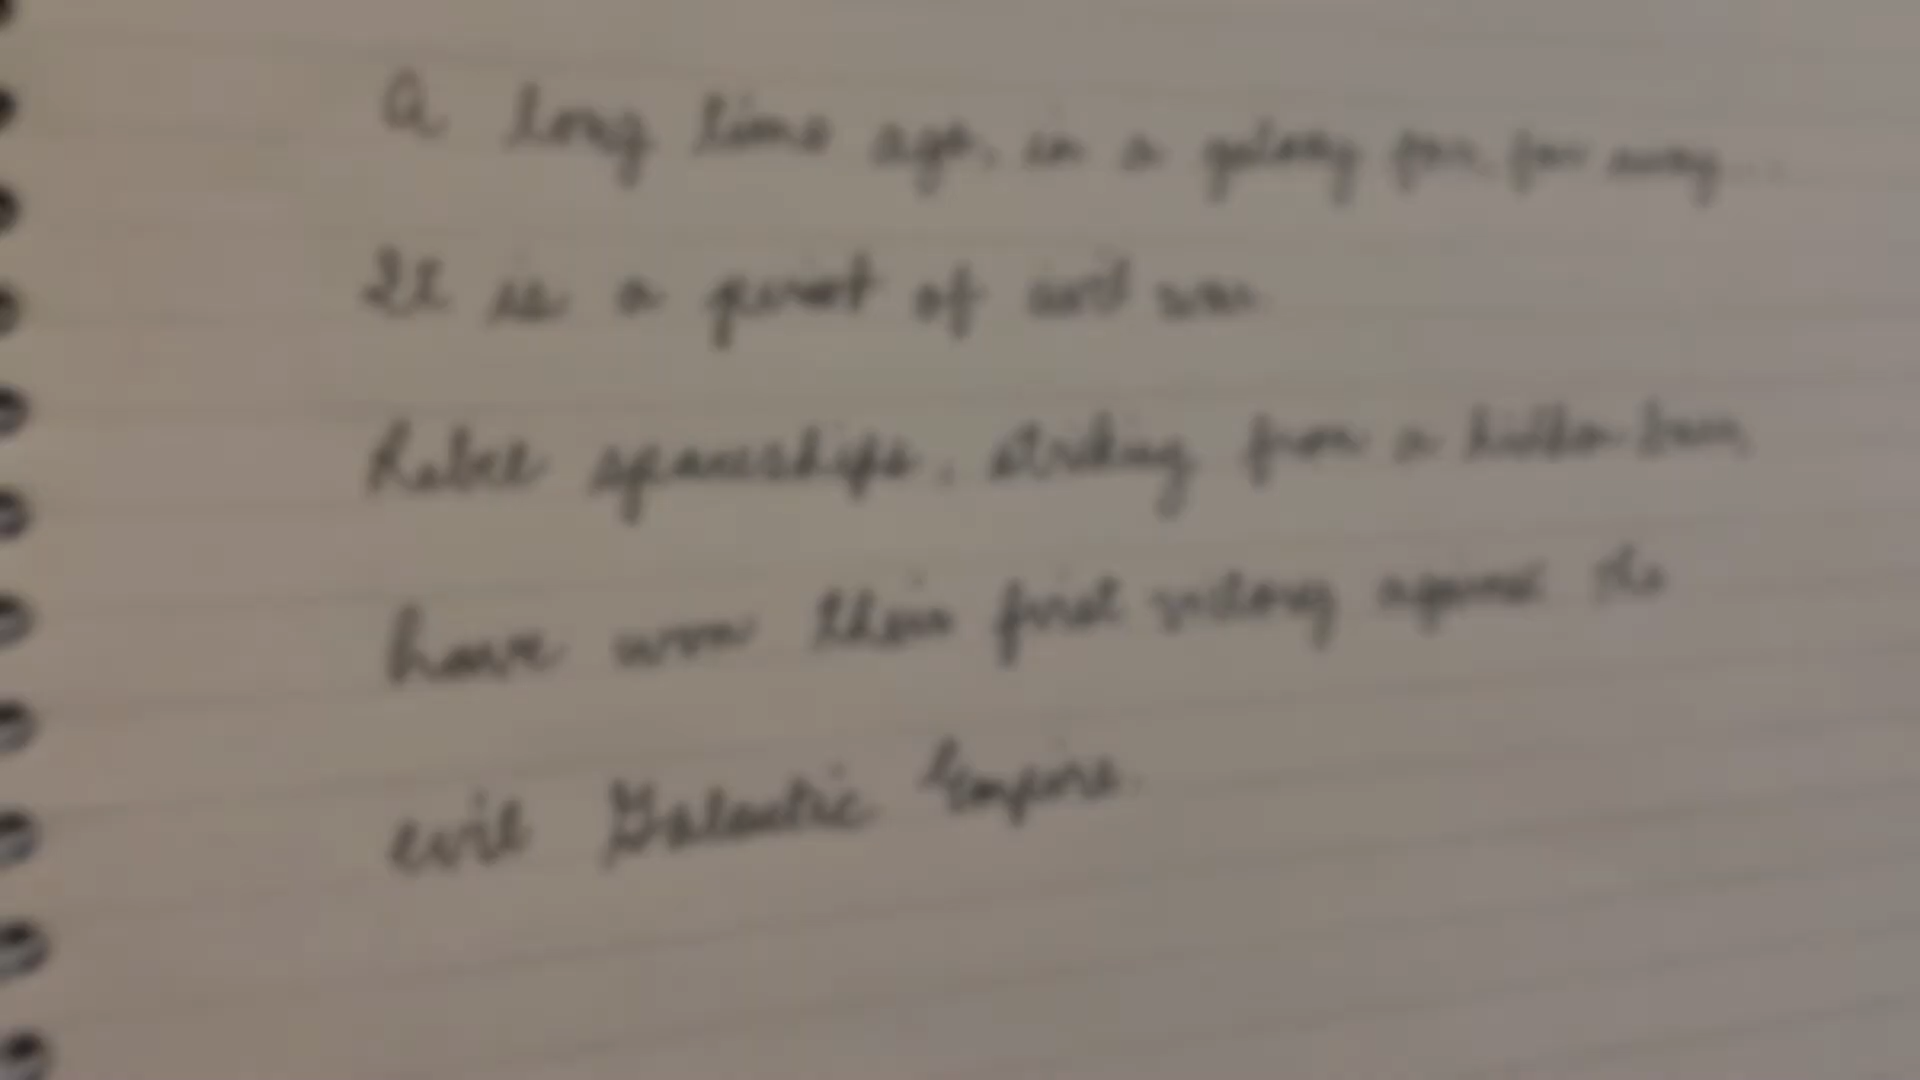 A long time ago, in a galaxy far, far away...
It is a period of civil war
Rebel spaceships, striking from a hidden base,
have won their first victory against the
evil Galactic Empire.